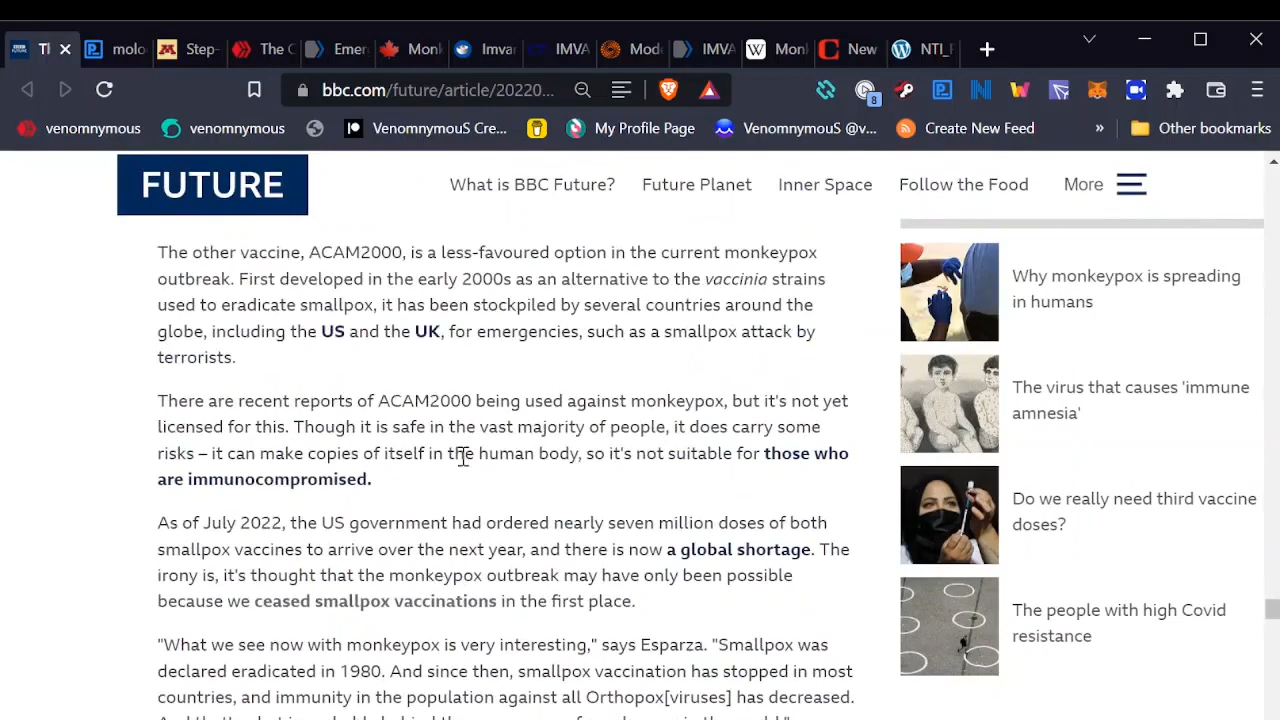 Tl
molo
Step-
The C
Emer
Monk
Imvar
IMVA
Mode
IMVA
Monk
New
NTI_F
bbc.com/future/article/20220...
8
venomnymous
venomnymous
VenomnymouS Cre...
My Profile Page
VenomnymouS @v...
Create New Feed
»
Other bookmarks
FUTURE
What is BBC Future?
Future Planet
Inner Space
Follow the Food
More
The other vaccine, ACAM2000, is a less-favoured option in the current monkeypox
outbreak. First developed in the early 2000s as an alternative to the vaccinia strains
used to eradicate smallpox, it has been stockpiled by several countries around the
globe, including the US and the UK, for emergencies, such as a smallpox attack by
terrorists.
There are recent reports of ACAM2000 being used against monkeypox, but it's not yet
licensed for this. Though it is safe in the vast majority of people, it does carry some
risks – it can make copies of itself in the human body, so it's not suitable for those who
are immunocompromised.
As of July 2022, the US government had ordered nearly seven million doses of both
smallpox vaccines to arrive over the next year, and there is now a global shortage. The
irony is, it's thought that the monkeypox outbreak may have only been possible
because we ceased smallpox vaccinations in the first place.
"What we see now with monkeypox is very interesting," says Esparza. "Smallpox was
declared eradicated in 1980. And since then, smallpox vaccination has stopped in most
countries, and immunity in the population against all Orthopox[viruses] has decreased.
Why monkeypox is spreading
in humans
The virus that causes 'immune
amnesia'
Do we really need third vaccine
doses?
The people with high Covid
resistance